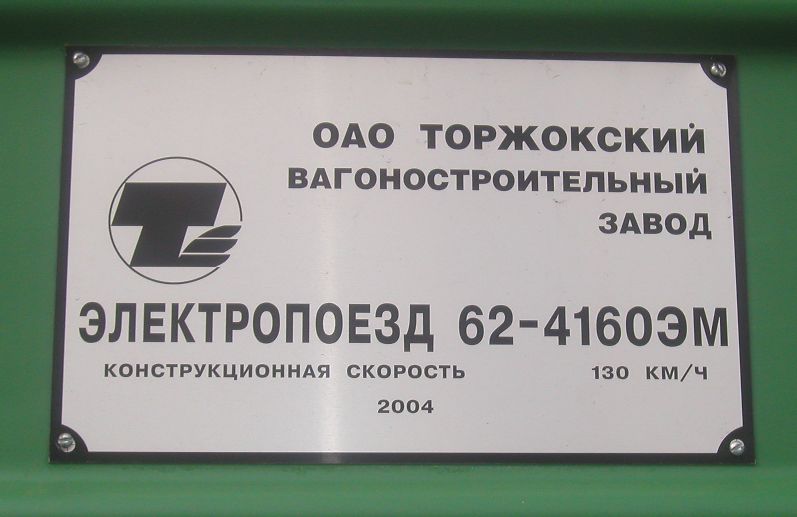 ОАО ТОРЖОКСКИЙ
ВАГОНОСТРОИТЕЛЬНЫЙ
ЗАВОД
ЭЛЕКТРОПОЕЗД 62-4160ЭМ
КОНСТРУКЦИОННАЯ СКОРОСТЬ 130 КМ/Ч
2004